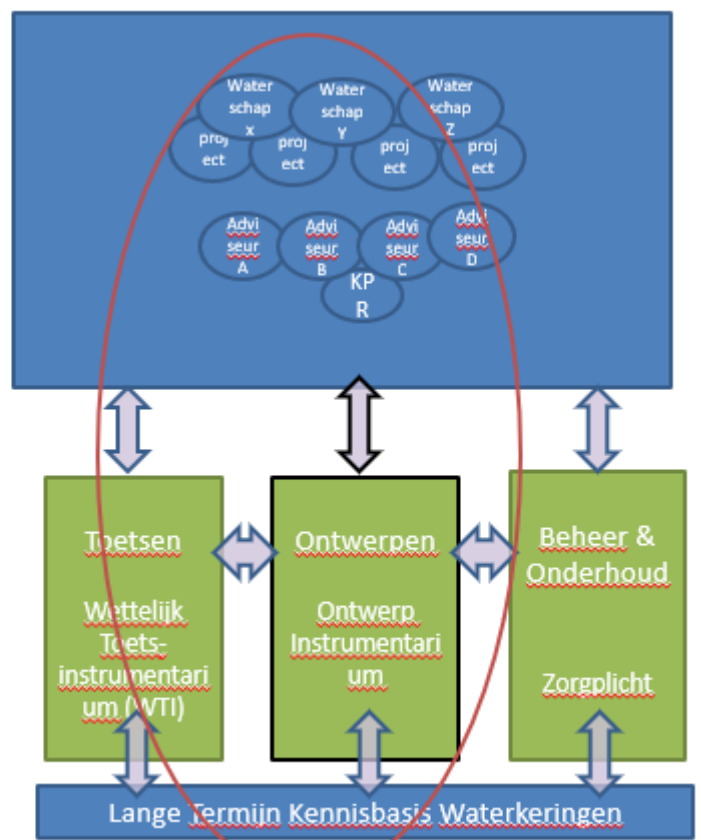 Water
schap
x
Water
schap
Y
Water
schap
Z
proj
ect
proj
ect
proj
ect
proj
ect
Advi
seur
A
Advi
seur
B
Advi
seur
C
Advi
seur
D
KP
R
Toetsen
Wettelijk
Toets-
instrumentari
um (WTI)
Ontwerpen
Ontwerp
Instrumentari
um
Beheer &
Onderhoud
Zorgplicht
Lange Termijn Kennisbasis Waterkeringen